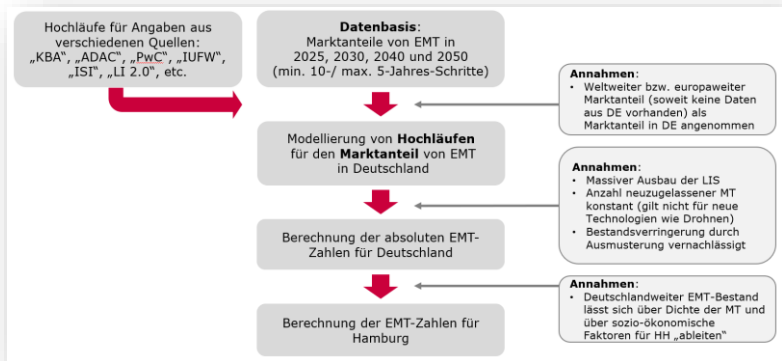 Hochläufe für Angaben aus
verschiedenen Quellen:
„KBA“, „ADAC“, „PwC“, „IUFW“,
„ISI“, „LI 2.0“, etc.
Datenbasis:
Marktanteile von EMT in
2025, 2030, 2040 und 2050
(min. 10-/ max. 5-Jahres-Schritte)
Annahmen:
• Weltweiter bzw. europaweiter
Marktanteil (soweit keine Daten
aus DE vorhanden) als
Marktanteil in DE angenommen
Modellierung von Hochläufen
für den Marktanteil von EMT
in Deutschland
Annahmen:
• Massiver Ausbau der LIS
• Anzahl neuzugelassener MT
konstant (gilt nicht für neue
Technologien wie Drohnen)
• Bestandsverringerung durch
Ausmusterung vernachlässigt
Berechnung der absoluten EMT-
Zahlen für Deutschland
Annahmen:
• Deutschlandweiter EMT-Bestand
lässt sich über Dichte der MT und
über sozio-ökonomische
Faktoren für HH „ableiten“
Berechnung der EMT-Zahlen für
Hamburg